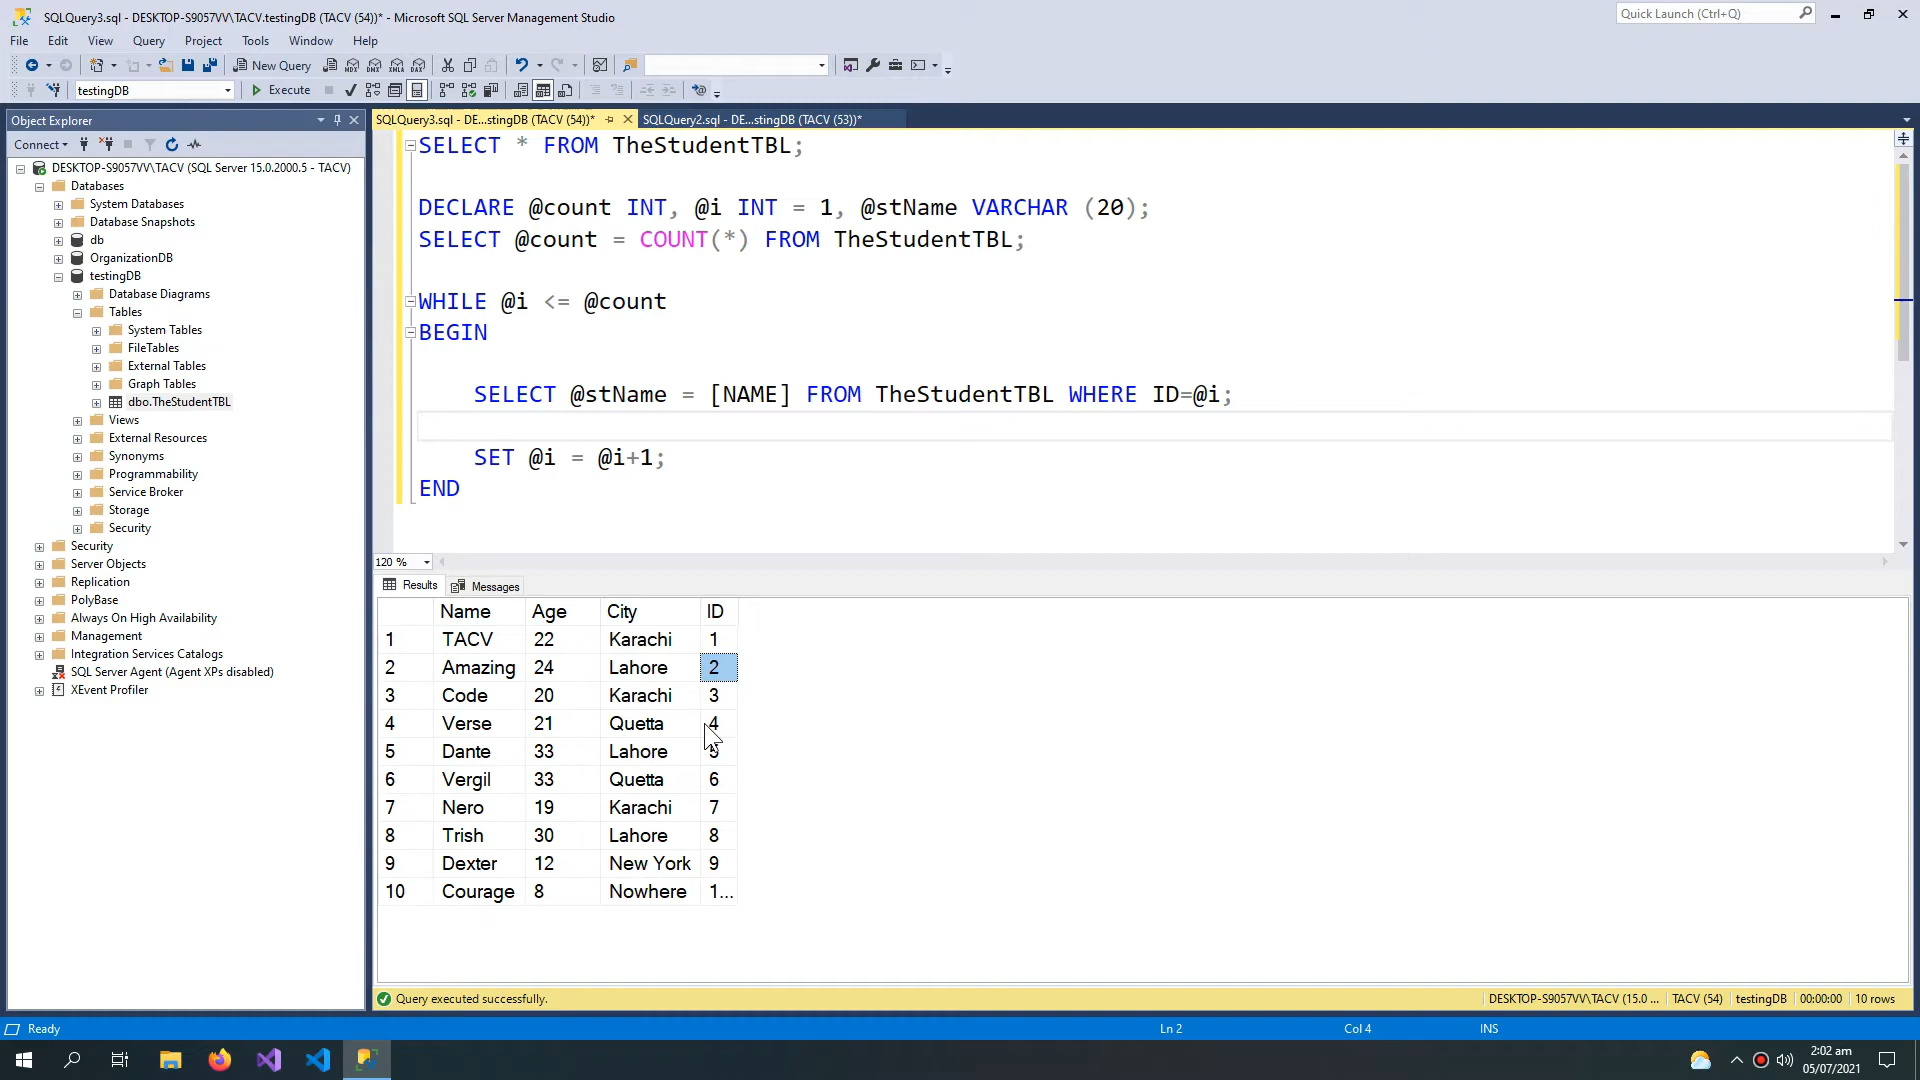 SQLQuery3.sql - DESKTOP-S9057VV\TACV.testingDB (TACV (54))* - Microsoft SQL Server Management Studio
Quick Launch (Ctrl+Q)
File Edit View Query Project Tools Window Help
New Query
testingDB Execute
Object Explorer
SQLQuery3.sql - DE...stingDB (TACV (54))* SQLQuery2.sql - DE...stingDB (TACV (53))*
Connect
DESKTOP-S9057VV\TACV (SQL Server 15.0.2000.5 - TACV)
Databases
System Databases
Database Snapshots
db
OrganizationDB
testingDB
Database Diagrams
Tables
System Tables
FileTables
External Tables
Graph Tables
dbo.TheStudentTBL
Views
External Resources
Synonyms
Programmability
Service Broker
Storage
Security
Security
Server Objects
Replication
PolyBase
Always On High Availability
Management
Integration Services Catalogs
SQL Server Agent (Agent XPs disabled)
XEvent Profiler
SELECT * FROM TheStudentTBL;
DECLARE @count INT, @i INT = 1, @stName VARCHAR (20);
SELECT @count = COUNT(*) FROM TheStudentTBL;
WHILE @i <= @count
BEGIN
SELECT @stName = [NAME] FROM TheStudentTBL WHERE ID=@i;
SET @i = @i+1;
END
120 %
Results Messages
Name Age City ID
1 TACV 22 Karachi 1
2 Amazing 24 Lahore 2
3 Code 20 Karachi 3
4 Verse 21 Quetta 4
5 Dante 33 Lahore 5
6 Vergil 33 Quetta 6
7 Nero 19 Karachi 7
8 Trish 30 Lahore 8
9 Dexter 12 New York 9
10 Courage 8 Nowhere 1...
Query executed successfully. DESKTOP-S9057VV\TACV (15.0 ... TACV (54) testingDB 00:00:00 10 rows
Ready Ln 2 Col 4 INS
2:02 am
05/07/2021